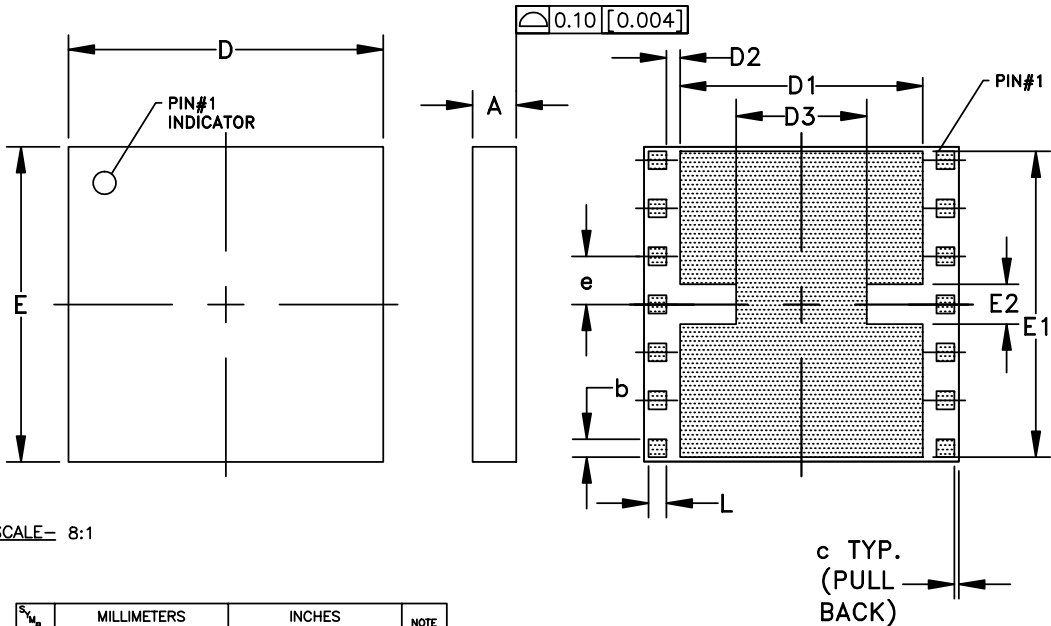 0.10 [0.004]
D
PIN#1
INDICATOR
A
D2
D1
D3
PIN#1
E
e
E2
E1
b
L
SCALE- 8:1
c TYP.
(PULL
BACK)
SYMB MILLIMETERS INCHES NOTE